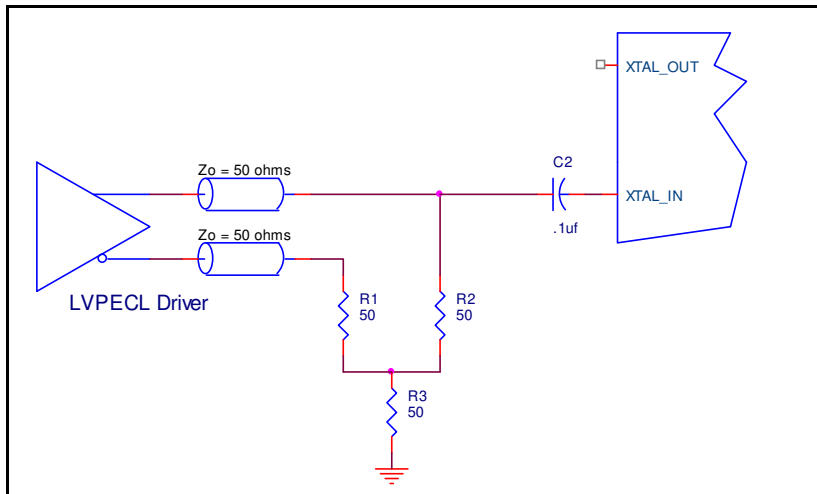 XTAL_OUT
C2
Zo = 50 ohms
XTAL_IN
.1uf
Zo = 50 ohms
LVPECL Driver
R1
50
R2
50
R3
50